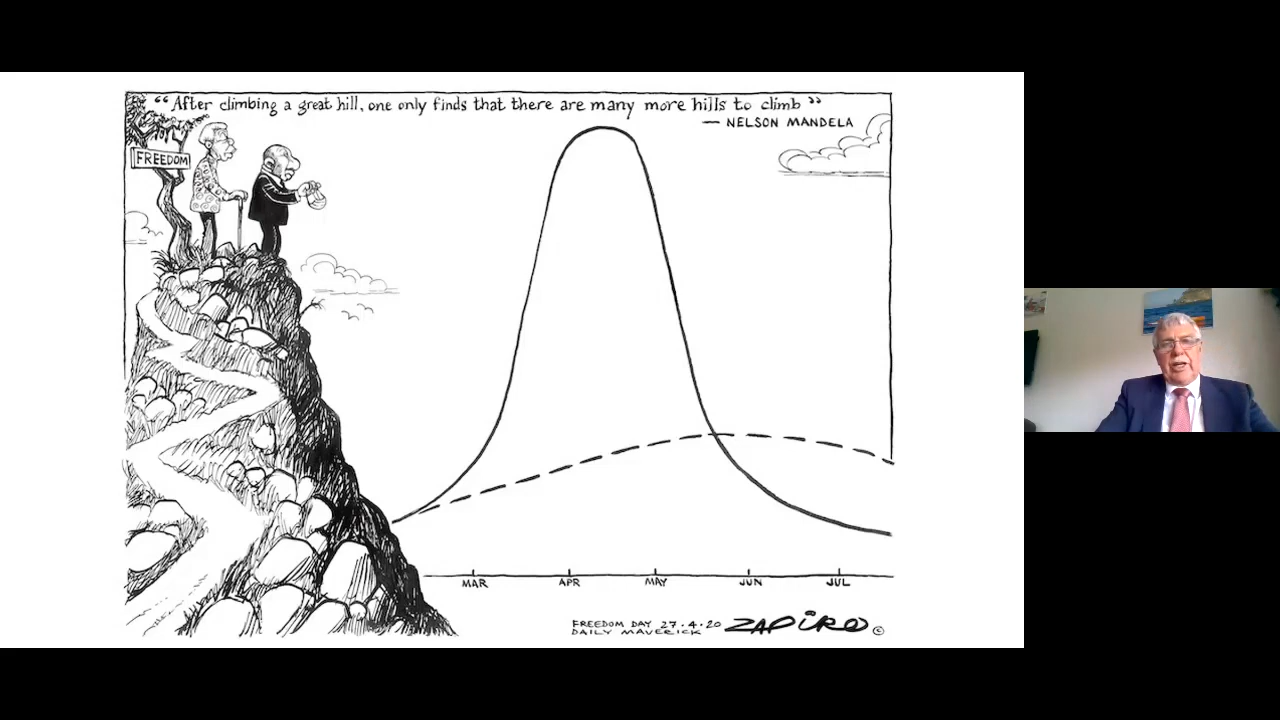 “After climbing a great hill, one only finds that there are many more hills to climb”
— NELSON MANDELA
FREEDOM
MAR APR MAY JUN JUL
FREEDOM DAY 27.4.20
DAILY MAVERICK
ZAPIRO ©